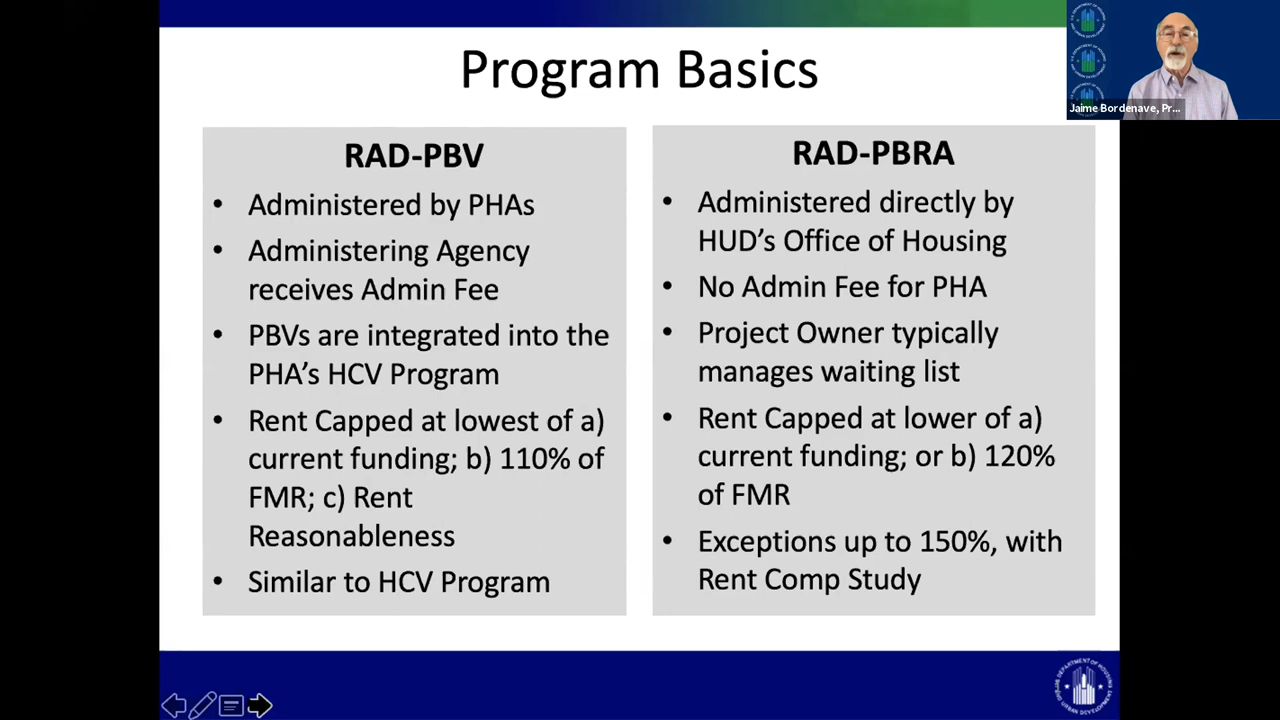 Program Basics
RAD-PBV
• Administered by PHAs
• Administering Agency
receives Admin Fee
• PBVs are integrated into the
PHA's HCV Program
• Rent Capped at lowest of a)
current funding; b) 110% of
FMR; c) Rent
Reasonableness
• Similar to HCV Program
RAD-PBRA
• Administered directly by
HUD's Office of Housing
• No Admin Fee for PHA
• Project Owner typically
manages waiting list
• Rent Capped at lower of a)
current funding; or b) 120%
of FMR
• Exceptions up to 150%, with
Rent Comp Study
Jaime Bordenave, Pr...